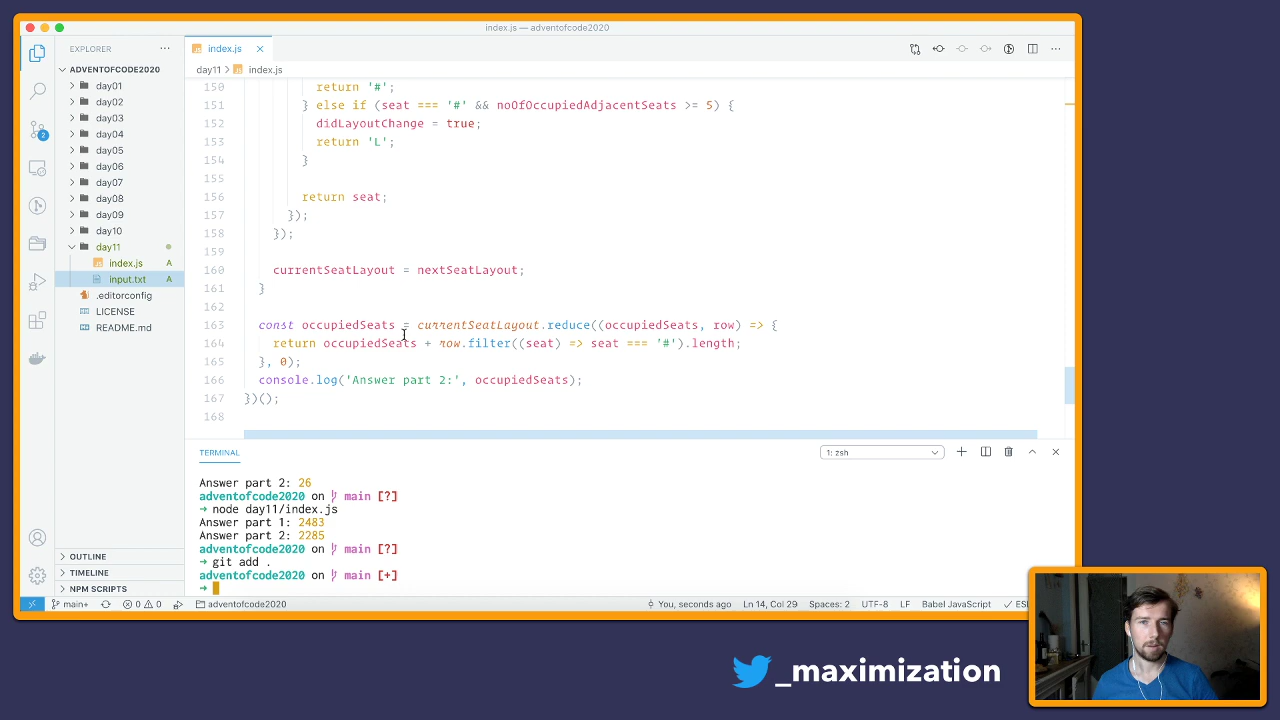 index.js — adventofcode2020
EXPLORER
index.js
day11 > index.js
ADVENTOFCODE2020
day01
day02
day03
day04
day05
day06
day07
day08
day09
day10
day11
index.js A
input.txt A
.editorconfig
LICENSE
README.md
OUTLINE
TIMELINE
NPM SCRIPTS
2
150 return '#';
151 } else if (seat === '#' && noOfOccupiedAdjacentSeats >= 5) {
152 didLayoutChange = true;
153 return 'L';
154 }
155
156 return seat;
157 });
158 });
159
160 currentSeatLayout = nextSeatLayout;
161 }
162
163 const occupiedSeats = currentSeatLayout.reduce((occupiedSeats, row) => {
164 return occupiedSeats + row.filter((seat) => seat === '#').length;
165 }, 0);
166 console.log('Answer part 2:', occupiedSeats);
167 })();
168
TERMINAL
1: zsh
Answer part 2: 26
adventofcode2020 on main [?]
➜ node day11/index.js
Answer part 1: 2483
Answer part 2: 2285
adventofcode2020 on main [?]
➜ git add .
adventofcode2020 on main [+]
➜
main+ 0 0 adventofcode2020
You, seconds ago Ln 14, Col 29 Spaces: 2 UTF-8 LF Babel JavaScript
_maximization